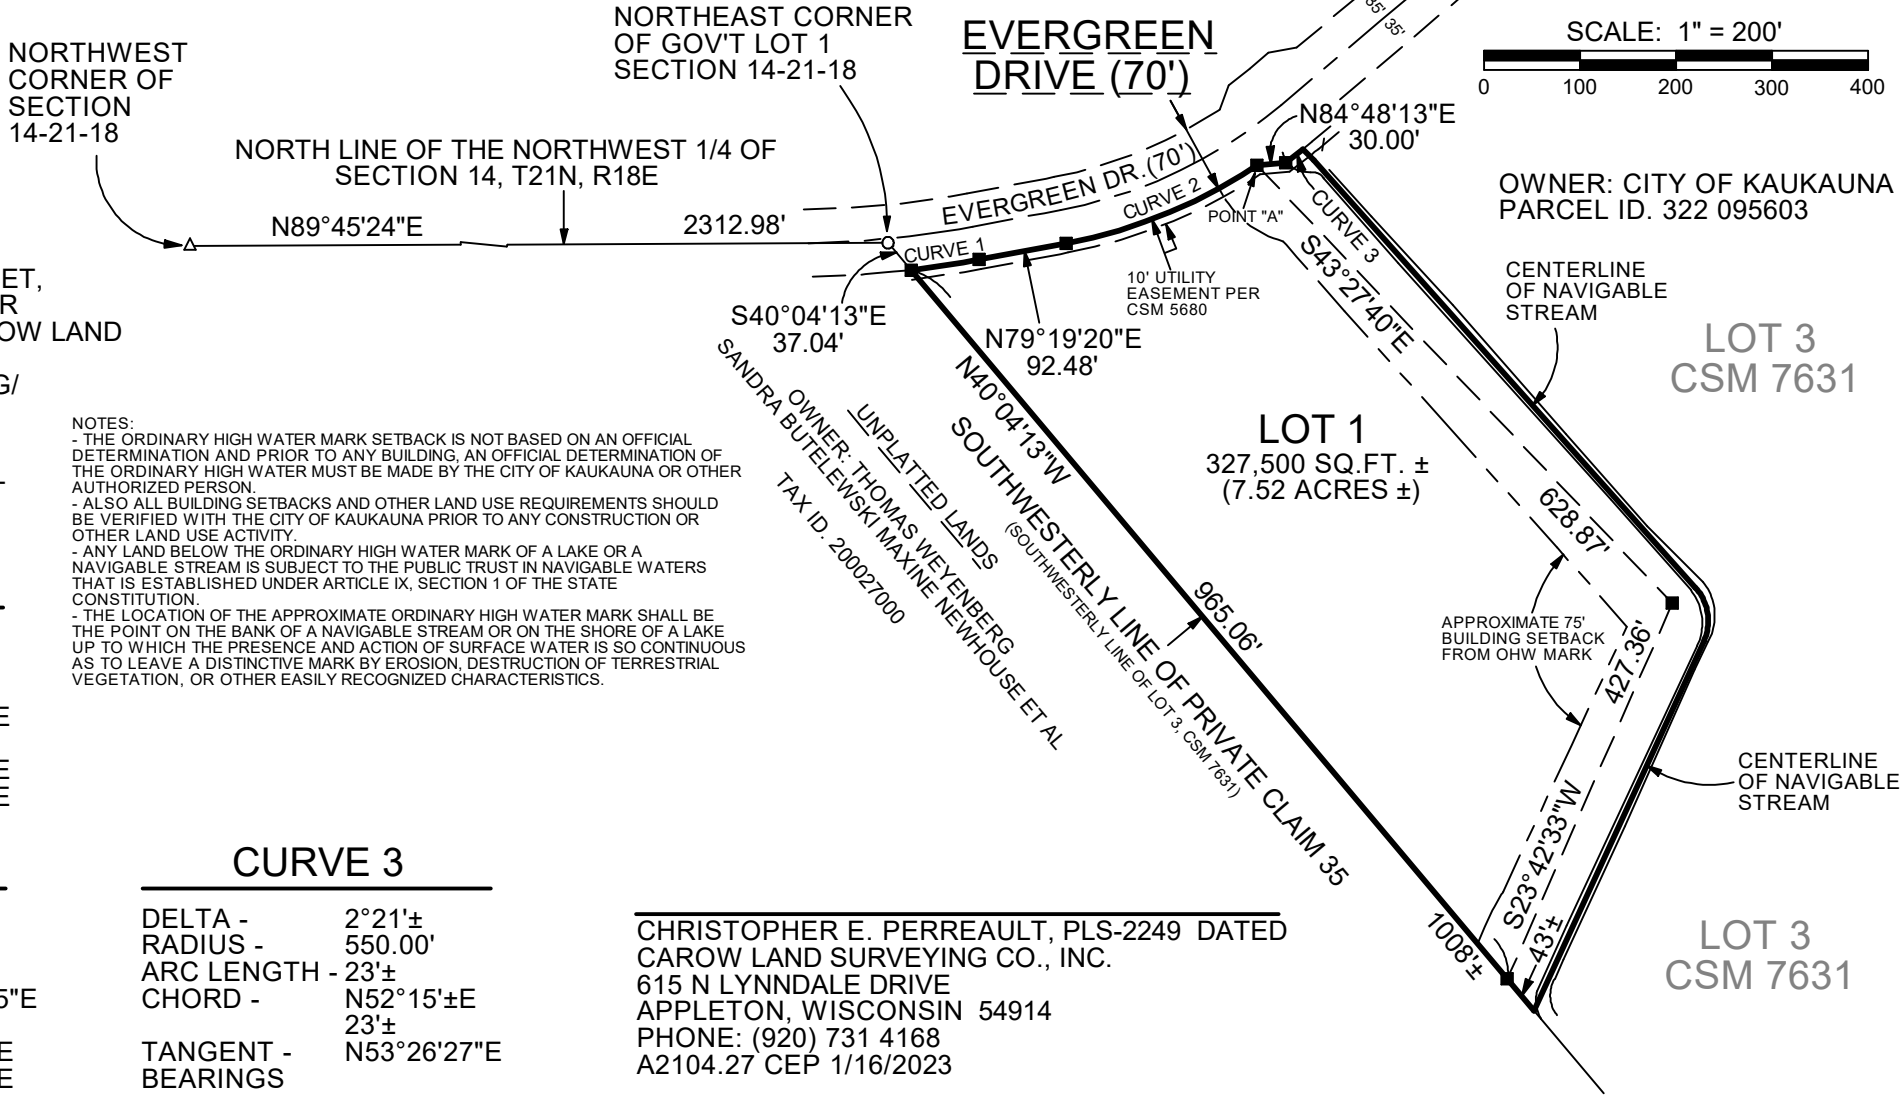 NORTHWEST
CORNER OF
SECTION
14-21-18
NORTHEAST CORNER
OF GOV'T LOT 1
SECTION 14-21-18
EVERGREEN
DRIVE (70')
35' 35'
SCALE: 1" = 200'
0 100 200 300 400
NORTH LINE OF THE NORTHWEST 1/4 OF
SECTION 14, T21N, R18E
N89°45'24"E
2312.98'
N84°48'13"E
30.00'
EVERGREEN DR.(70')
CURVE 1
CURVE 2
POINT "A"
CURVE 3
OWNER: CITY OF KAUKAUNA
PARCEL ID. 322 095603
S40°04'13"E
37.04'
N79°19'20"E
92.48'
10' UTILITY
EASEMENT PER
CSM 5680
S43°27'40"E
628.87'
CENTERLINE
OF NAVIGABLE
STREAM
LOT 3
CSM 7631
ET,
R
OW LAND
G/
LOT 1
327,500 SQ.FT. ±
(7.52 ACRES ±)
N40°04'13"W
965.06'
SOUTHWESTERLY LINE OF PRIVATE CLAIM 35
(SOUTHWESTERLY LINE OF LOT 3, CSM 7631)
UNPLATTED LANDS
OWNER: THOMAS WEYENBERG
SANDRA BUTELEWSKI MAXINE NEWHOUSE ET AL
TAX ID. 200027000
NOTES:
- THE ORDINARY HIGH WATER MARK SETBACK IS NOT BASED ON AN OFFICIAL
DETERMINATION AND PRIOR TO ANY BUILDING, AN OFFICIAL DETERMINATION OF
THE ORDINARY HIGH WATER MUST BE MADE BY THE CITY OF KAUKAUNA OR OTHER
AUTHORIZED PERSON.
- ALSO ALL BUILDING SETBACKS AND OTHER LAND USE REQUIREMENTS SHOULD
BE VERIFIED WITH THE CITY OF KAUKAUNA PRIOR TO ANY CONSTRUCTION OR
OTHER LAND USE ACTIVITY.
- ANY LAND BELOW THE ORDINARY HIGH WATER MARK OF A LAKE OR A
NAVIGABLE STREAM IS SUBJECT TO THE PUBLIC TRUST IN NAVIGABLE WATERS
THAT IS ESTABLISHED UNDER ARTICLE IX, SECTION 1 OF THE STATE
CONSTITUTION.
- THE LOCATION OF THE APPROXIMATE ORDINARY HIGH WATER MARK SHALL BE
THE POINT ON THE BANK OF A NAVIGABLE STREAM OR ON THE SHORE OF A LAKE
UP TO WHICH THE PRESENCE AND ACTION OF SURFACE WATER IS SO CONTINUOUS
AS TO LEAVE A DISTINCTIVE MARK BY EROSION, DESTRUCTION OF TERRESTRIAL
VEGETATION, OR OTHER EASILY RECOGNIZED CHARACTERISTICS.
APPROXIMATE 75'
BUILDING SETBACK
FROM OHW MARK
427.36'
S23°42'33"W
43'±
1008'±
CENTERLINE
OF NAVIGABLE
STREAM
LOT 3
CSM 7631
E
E
E
5"E
E
E
CURVE 3
DELTA - 2°21'±
RADIUS - 550.00'
ARC LENGTH - 23'±
CHORD - N52°15'±E
23'±
TANGENT - N53°26'27"E
BEARINGS
CHRISTOPHER E. PERREAULT, PLS-2249 DATED
CAROW LAND SURVEYING CO., INC.
615 N LYNNDALE DRIVE
APPLETON, WISCONSIN 54914
PHONE: (920) 731 4168
A2104.27 CEP 1/16/2023